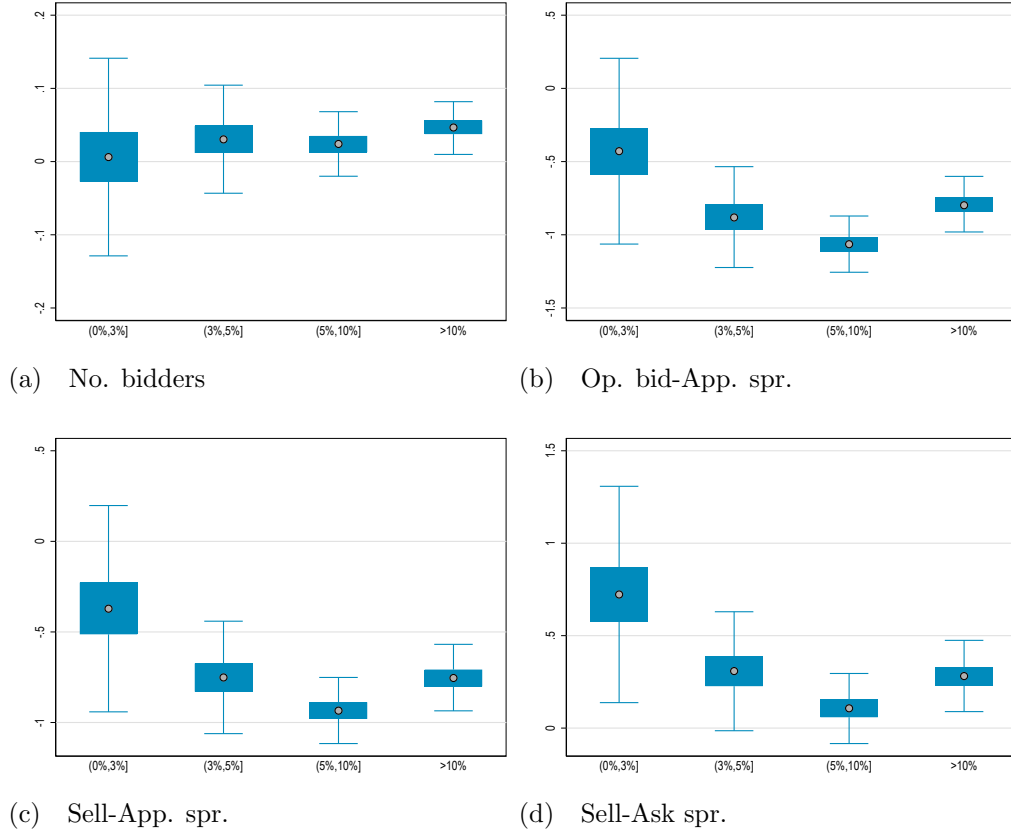 .2
.1
0
-.1
-.2
(0%,3%] (3%,5%] (5%,10%] >10%
(a) No. bidders
.5
0
-.5
-1
-1.5
(0%,3%] (3%,5%] (5%,10%] >10%
(b) Op. bid-App. spr.
.5
0
-.5
-1
(0%,3%] (3%,5%] (5%,10%] >10%
(c) Sell-App. spr.
1.5
1
.5
0
(0%,3%] (3%,5%] (5%,10%] >10%
(d) Sell-Ask spr.